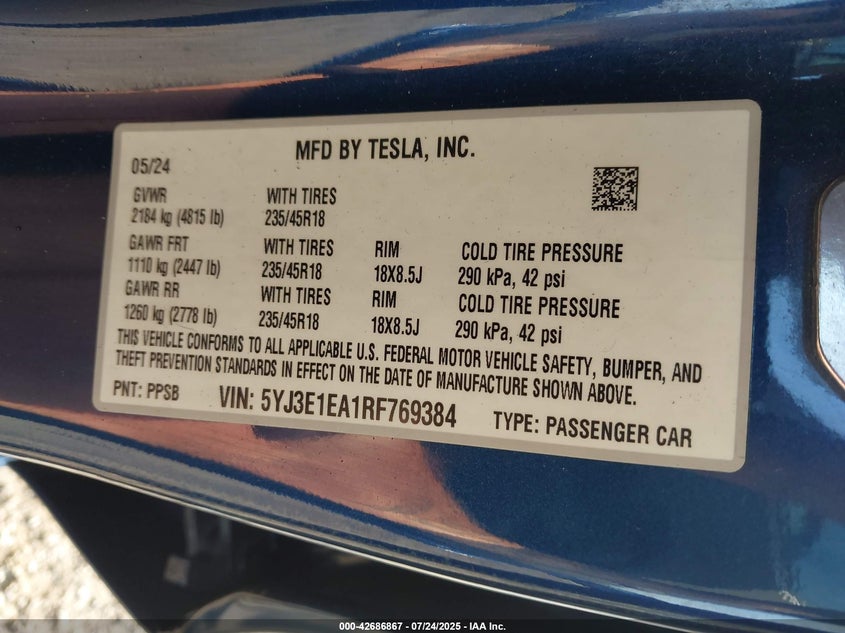 MFD BY TESLA, INC.
05/24
GVWR WITH TIRES
2184 kg (4815 lb) 235/45R18
GAWR FRT WITH TIRES RIM COLD TIRE PRESSURE
1110 kg (2447 lb) 235/45R18 18X8.5J 290 kPa, 42 psi
GAWR RR WITH TIRES RIM COLD TIRE PRESSURE
1260 kg (2778 lb) 235/45R18 18X8.5J 290 kPa, 42 psi
THIS VEHICLE CONFORMS TO ALL APPLICABLE U.S. FEDERAL MOTOR VEHICLE SAFETY, BUMPER, AND
THEFT PREVENTION STANDARDS IN EFFECT ON THE DATE OF MANUFACTURE SHOWN ABOVE.
PNT: PPSB VIN: 5YJ3E1EA1RF769384 TYPE: PASSENGER CAR
000-42686867 - 07/24/2025 - IAA Inc.